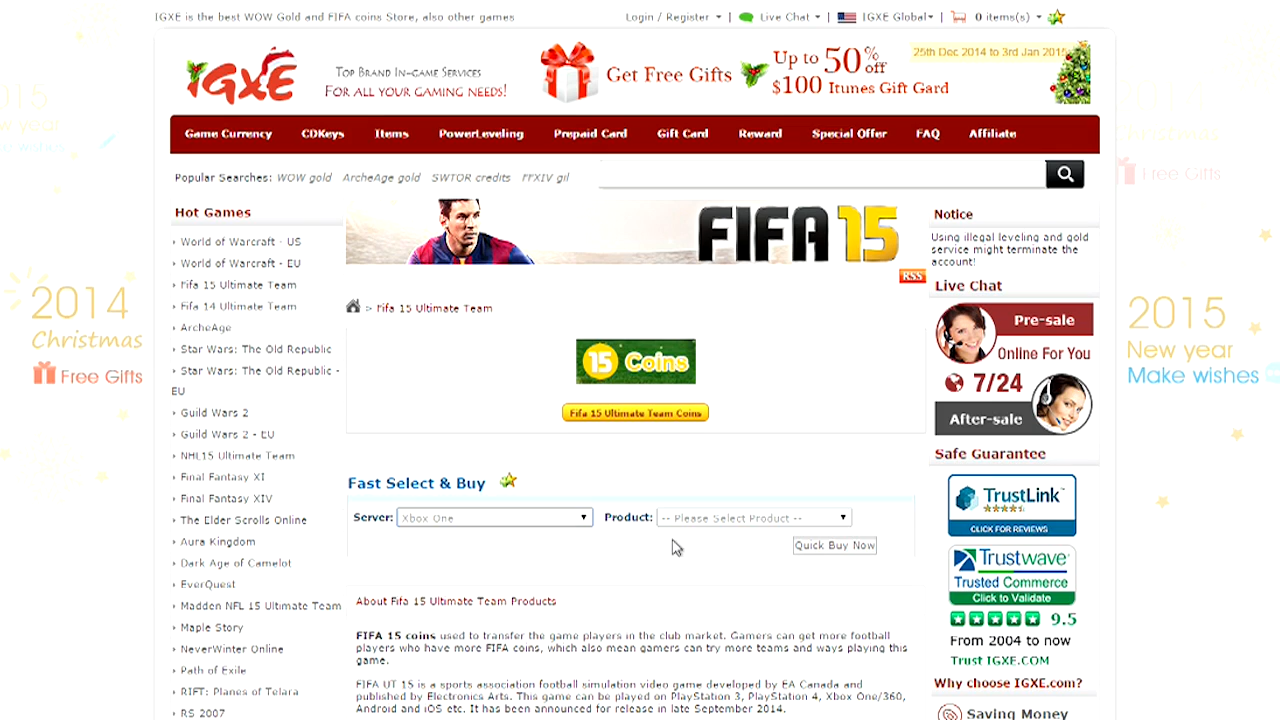 IGXE is the best WOW Gold and FIFA coins Store, also other games
Login / Register | Live Chat | IGXE Global | 0 items(s)
IGXE
Top Brand In-game Services
For all your gaming needs!
Get Free Gifts
Up to 50% off
$100 Itunes Gift Gard
25th Dec 2014 to 3rd Jan 2015
Game Currency CDKeys Items PowerLeveling Prepaid Card Gift Card Reward Special Offer FAQ Affiliate
Popular Searches: WOW gold ArcheAge gold SWTOR credits FFXIV gil
Hot Games
World of Warcraft - US
World of Warcraft - EU
Fifa 15 Ultimate Team
Fifa 14 Ultimate Team
ArcheAge
Star Wars: The Old Republic
Star Wars: The Old Republic -
EU
Guild Wars 2
Guild Wars 2 - EU
NHL15 Ultimate Team
Final Fantasy XI
Final Fantasy XIV
The Elder Scrolls Online
Aura Kingdom
Dark Age of Camelot
EverQuest
Madden NFL 15 Ultimate Team
Maple Story
NeverWinter Online
Path of Exile
RIFT: Planes of Telara
RS 2007
FIFA 15
RSS
> Fifa 15 Ultimate Team
15 Coins
Fifa 15 Ultimate Team Coins
Fast Select & Buy
Server: Xbox One Product: -- Please Select Product --
Quick Buy Now
About Fifa 15 Ultimate Team Products
FIFA 15 coins used to transfer the game players in the club market. Gamers can get more football
players who have more FIFA coins, which also mean gamers can try more teams and ways playing this
game.
FIFA UT 15 is a sports association football simulation video game developed by EA Canada and
published by Electronics Arts. This game can be played on PlayStation 3, PlayStation 4, Xbox One/360,
Android and iOS etc. It has been announced for release in late September 2014.
Notice
Using illegal leveling and gold
service might terminate the
account!
Live Chat
Pre-sale
Online For You
7/24
After-sale
Safe Guarantee
TrustLink
CLICK FOR REVIEWS
Trustwave
Trusted Commerce
Click to Validate
9.5
From 2004 to now
Trust IGXE.COM
Why choose IGXE.com?
Saving Money
2014
Christmas
Free Gifts
2015
New year
Make wishes
Free Gifts